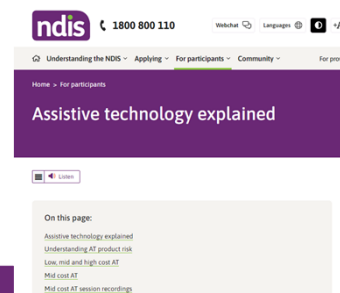 ndis
1800 800 110
Webchat
Languages
Understanding the NDIS
Applying
For participants
Community
For pro
Home > For participants
Assistive technology explained
Listen
On this page:
Assistive technology explained
Understanding AT product risk
Low, mid and high cost AT
Mid cost AT
Mid cost AT session recordings